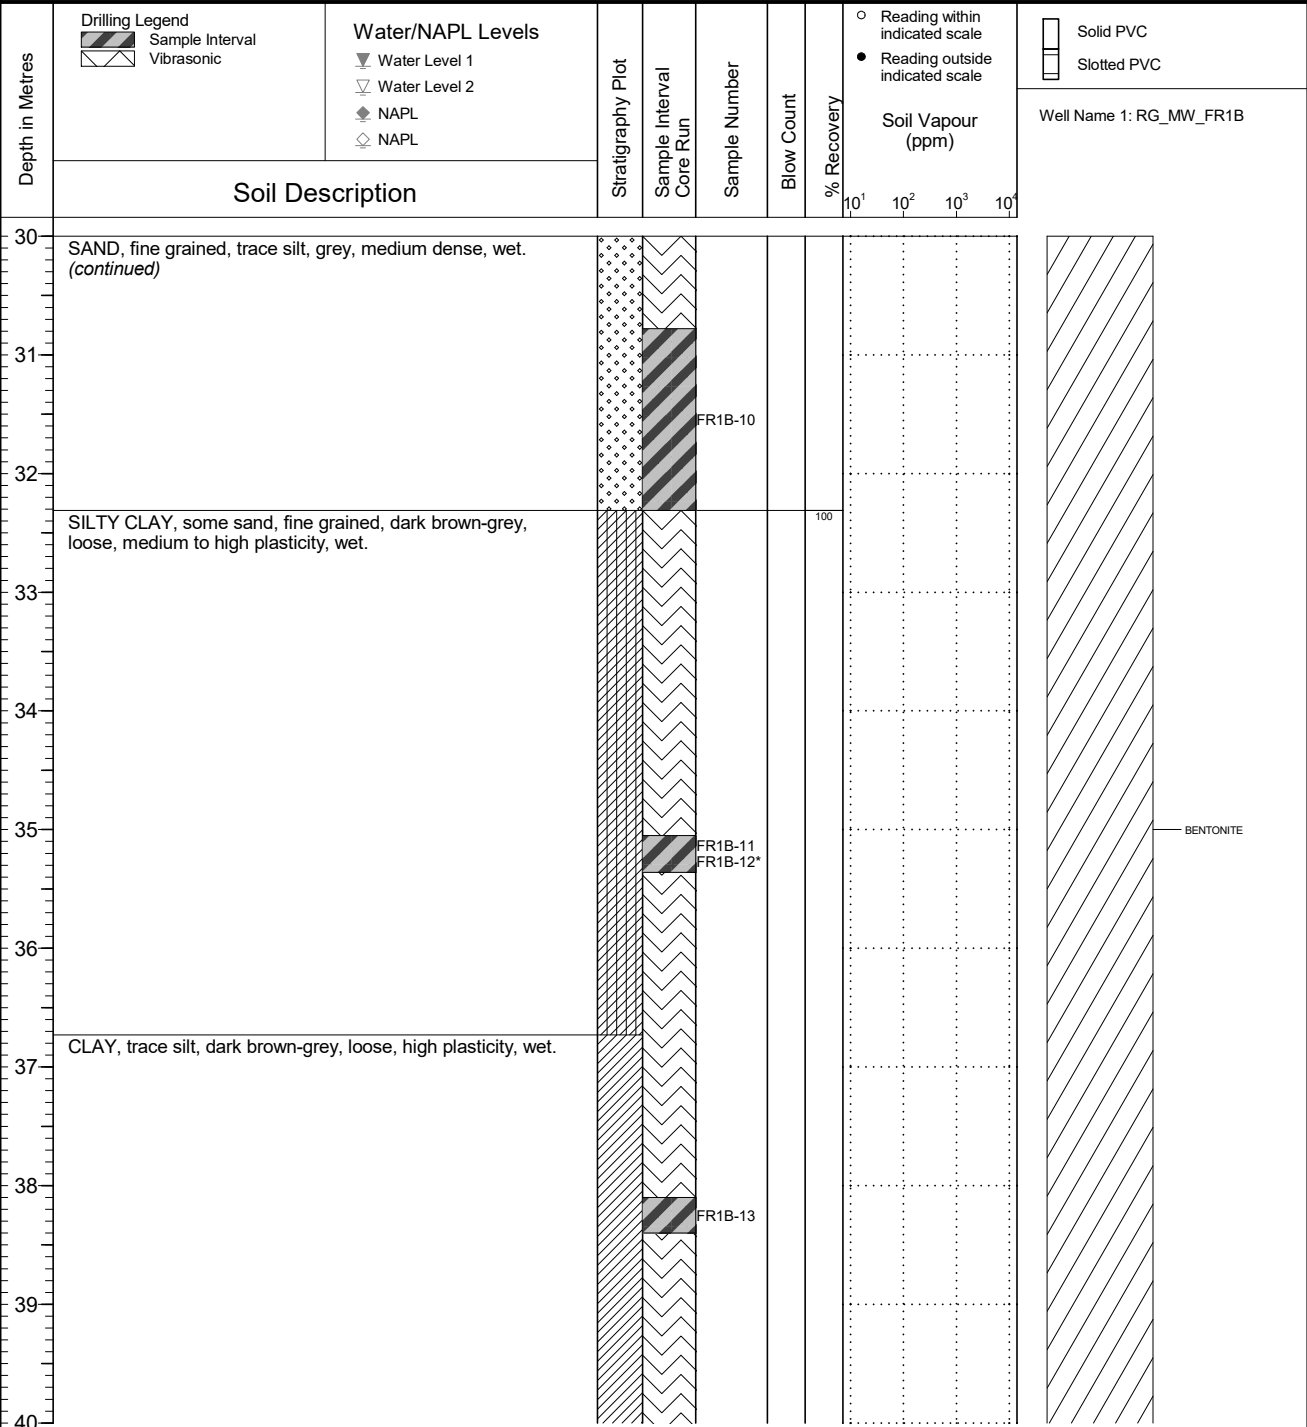 Drilling Legend
Sample Interval
Vibrasonic
Water/NAPL Levels
Water Level 1
Water Level 2
NAPL
NAPL
Depth in Metres
Soil Description
Stratigraphy Plot
Sample Interval
Core Run
Sample Number
Blow Count
% Recovery
Reading within
indicated scale
Reading outside
indicated scale
Soil Vapour
(ppm)
10¹ 10² 10³ 10⁴
Solid PVC
Slotted PVC
Well Name 1: RG_MW_FR1B
30
SAND, fine grained, trace silt, grey, medium dense, wet.
(continued)
31
FR1B-10
32
SILTY CLAY, some sand, fine grained, dark brown-grey,
loose, medium to high plasticity, wet.
100
33
34
35
BENTONITE
FR1B-11
FR1B-12*
36
CLAY, trace silt, dark brown-grey, loose, high plasticity, wet.
37
38
FR1B-13
39
40